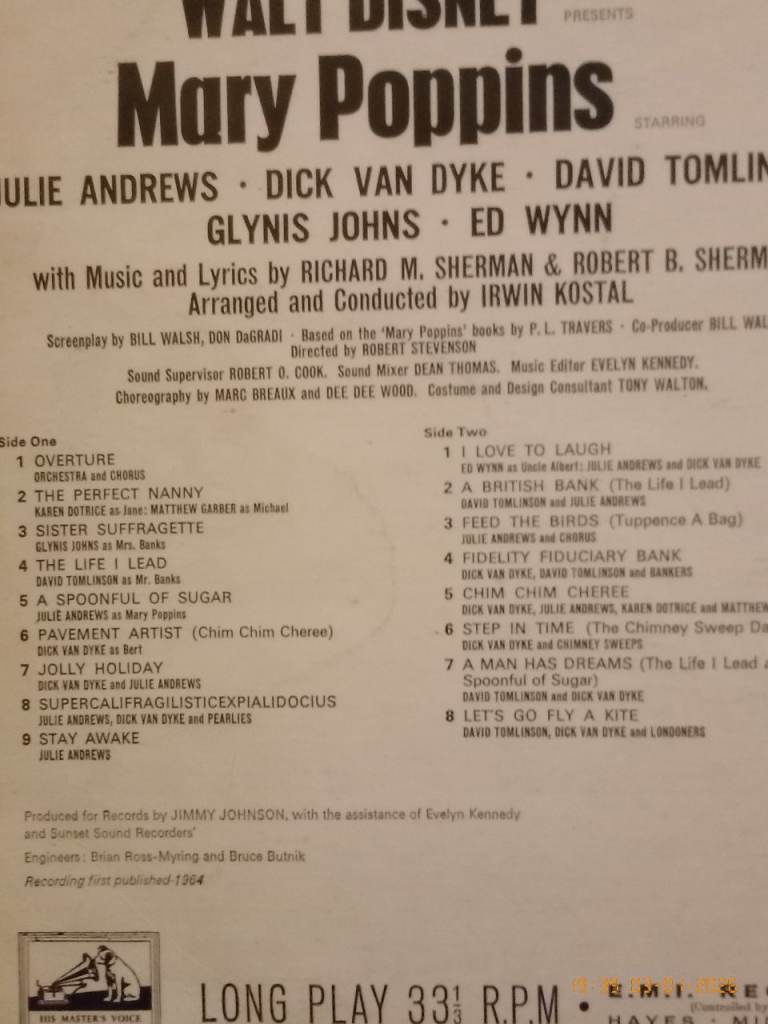 WALT DISNEY PRESENTS
Mary Poppins STARRING
JULIE ANDREWS · DICK VAN DYKE · DAVID TOMLIN
GLYNIS JOHNS · ED WYNN
with Music and Lyrics by RICHARD M. SHERMAN & ROBERT B. SHERM
Arranged and Conducted by IRWIN KOSTAL
Screenplay by BILL WALSH, DON DaGRADI · Based on the 'Mary Poppins' books by P. L. TRAVERS · Co-Producer BILL WAL
Directed by ROBERT STEVENSON
Sound Supervisor ROBERT O. COOK. Sound Mixer DEAN THOMAS. Music Editor EVELYN KENNEDY.
Choreography by MARC BREAUX and DEE DEE WOOD. Costume and Design Consultant TONY WALTON.
Side One
1 OVERTURE
ORCHESTRA and CHORUS
2 THE PERFECT NANNY
KAREN DOTRICE as Jane: MATTHEW GARBER as Michael
3 SISTER SUFFRAGETTE
GLYNIS JOHNS as Mrs. Banks
4 THE LIFE I LEAD
DAVID TOMLINSON as Mr. Banks
5 A SPOONFUL OF SUGAR
JULIE ANDREWS as Mary Poppins
6 PAVEMENT ARTIST (Chim Chim Cheree)
DICK VAN DYKE as Bert
7 JOLLY HOLIDAY
DICK VAN DYKE and JULIE ANDREWS
8 SUPERCALIFRAGILISTICEXPIALIDOCIUS
JULIE ANDREWS, DICK VAN DYKE and PEARLIES
9 STAY AWAKE
JULIE ANDREWS
Side Two
1 I LOVE TO LAUGH
ED WYNN as Uncle Albert: JULIE ANDREWS and DICK VAN DYKE
2 A BRITISH BANK (The Life I Lead)
DAVID TOMLINSON and JULIE ANDREWS
3 FEED THE BIRDS (Tuppence A Bag)
JULIE ANDREWS and CHORUS
4 FIDELITY FIDUCIARY BANK
DICK VAN DYKE, DAVID TOMLINSON and BANKERS
5 CHIM CHIM CHEREE
DICK VAN DYKE, JULIE ANDREWS, KAREN DOTRICE and MATTHEW
6 STEP IN TIME (The Chimney Sweep Da
DICK VAN DYKE and CHIMNEY SWEEPS
7 A MAN HAS DREAMS (The Life I Lead
Spoonful of Sugar)
DAVID TOMLINSON and DICK VAN DYKE
8 LET'S GO FLY A KITE
DAVID TOMLINSON, DICK VAN DYKE and LONDONERS
Produced for Records by JIMMY JOHNSON, with the assistance of Evelyn Kennedy
and Sunset Sound Recorders'
Engineers: Brian Ross-Myring and Bruce Butnik
Recording first published-1964
HIS MASTER'S VOICE
LONG PLAY 33⅓ R.P.M • E.M.I. REC
(Controlled by
HAYES · MI